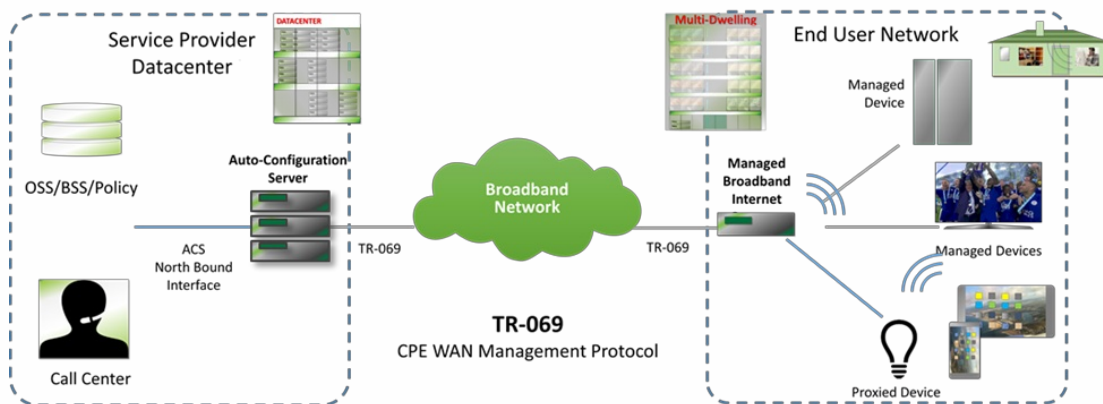 Service Provider
Datacenter
DATACENTER
OSS/BSS/Policy
Auto-Configuration
Server
ACS
North Bound
Interface
Call Center
TR-069
Broadband
Network
TR-069
CPE WAN Management Protocol
TR-069
Multi-Dwelling
End User Network
Managed
Device
Managed
Broadband
Internet
Managed Devices
Proxied Device